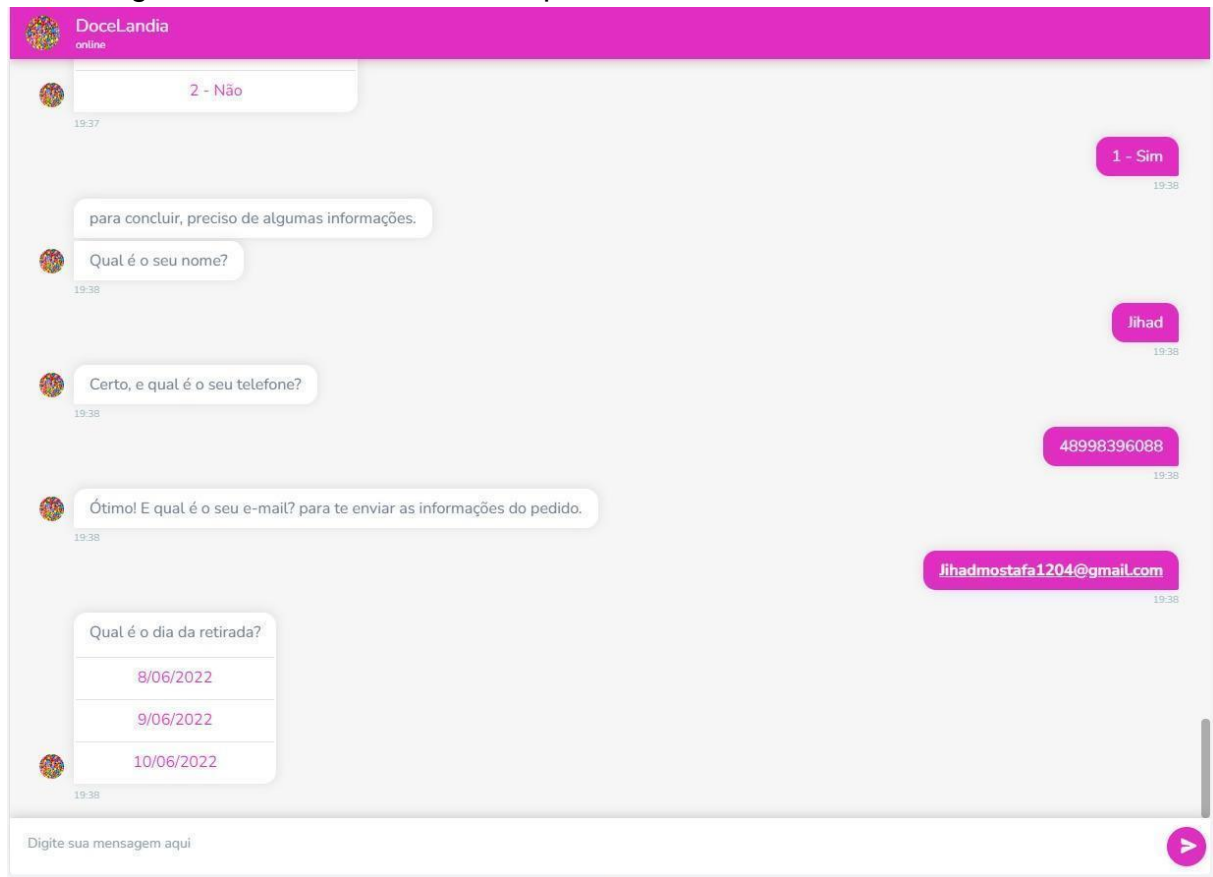 DoceLandia
online
2 - Não
19:37
1 - Sim
19:38
para concluir, preciso de algumas informações.
Qual é o seu nome?
19:38
Jihad
19:38
Certo, e qual é o seu telefone?
19:38
48998396088
19:38
Ótimo! E qual é o seu e-mail? para te enviar as informações do pedido.
19:38
Jihadmostafa1204@gmail.com
19:38
Qual é o dia da retirada?
8/06/2022
9/06/2022
10/06/2022
19:38
Digite sua mensagem aqui